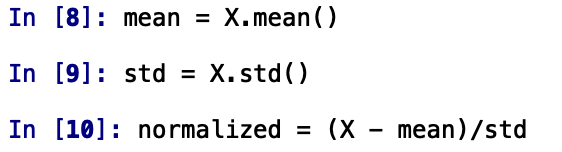 In [8]: mean = X.mean()
In [9]: std = X.std()
In [10]: normalized = (X - mean)/std